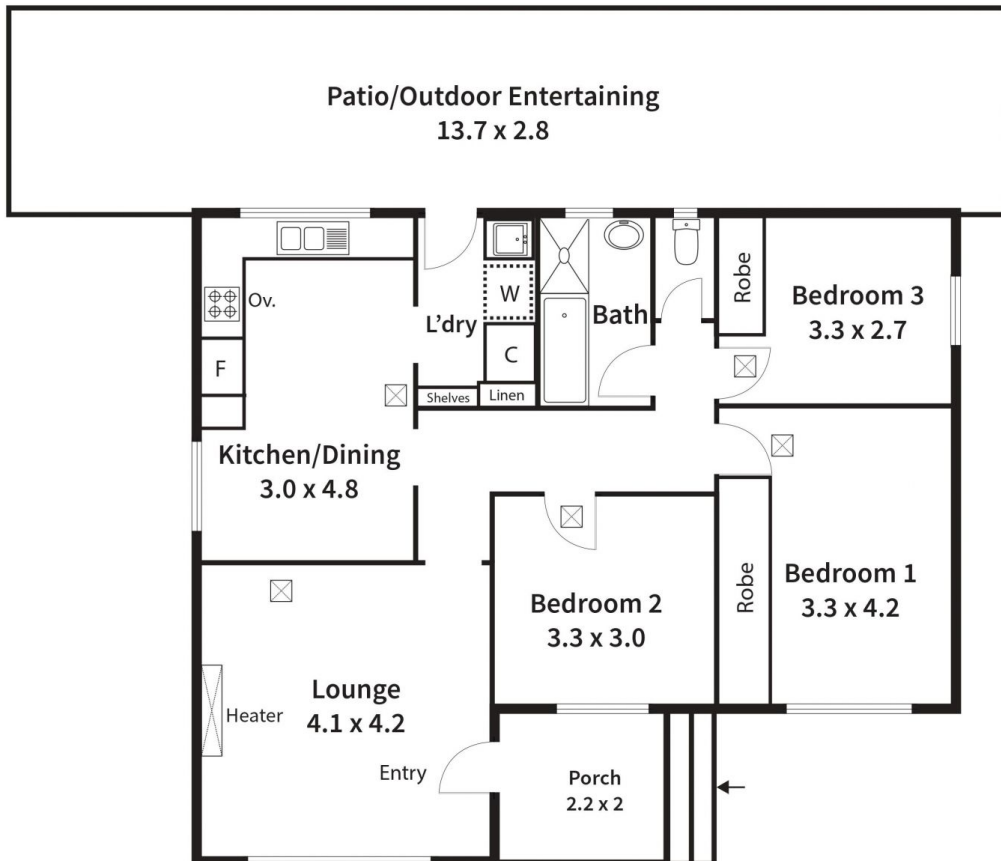 Patio/Outdoor Entertaining
13.7 x 2.8
Ov.
F
Kitchen/Dining
3.0 x 4.8
L'dry
W
C
Shelves
Linen
Bath
Robe
Bedroom 3
3.3 x 2.7
Bedroom 2
3.3 x 3.0
Robe
Bedroom 1
3.3 x 4.2
Lounge
4.1 x 4.2
Heater
Entry
Porch
2.2 x 2